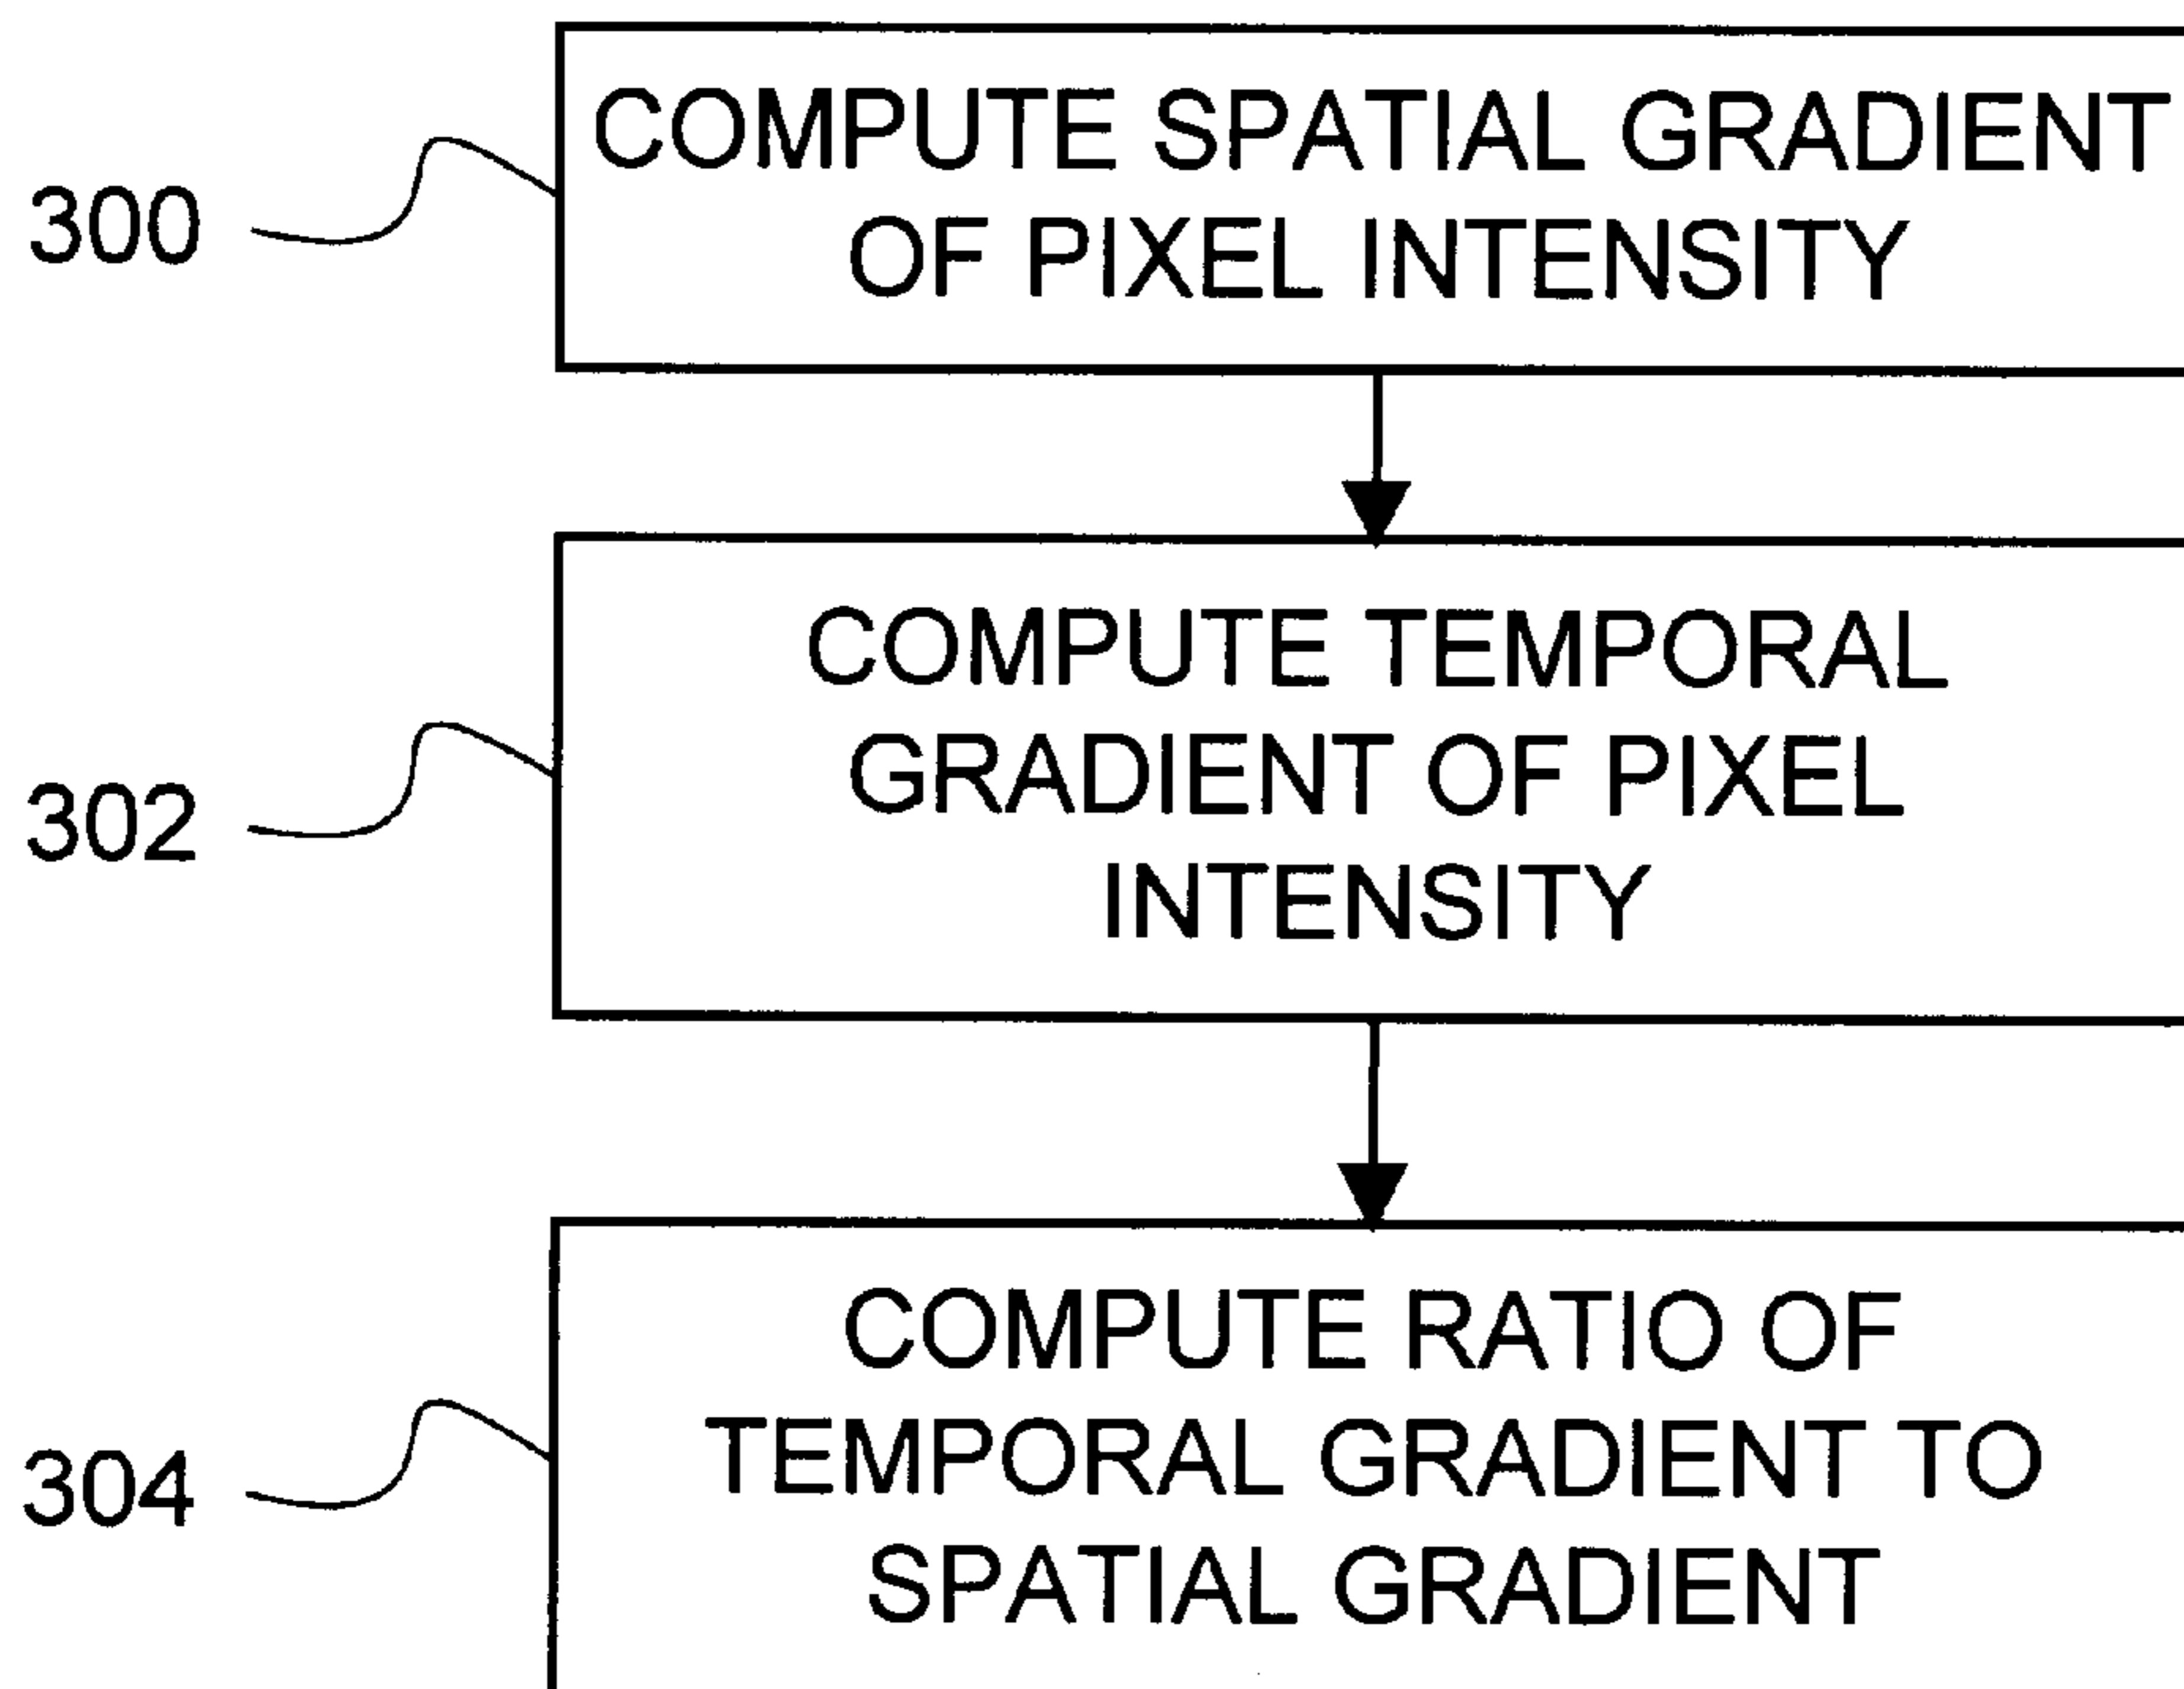 300
COMPUTE SPATIAL GRADIENT
OF PIXEL INTENSITY
302
COMPUTE TEMPORAL
GRADIENT OF PIXEL
INTENSITY
304
COMPUTE RATIO OF
TEMPORAL GRADIENT TO
SPATIAL GRADIENT